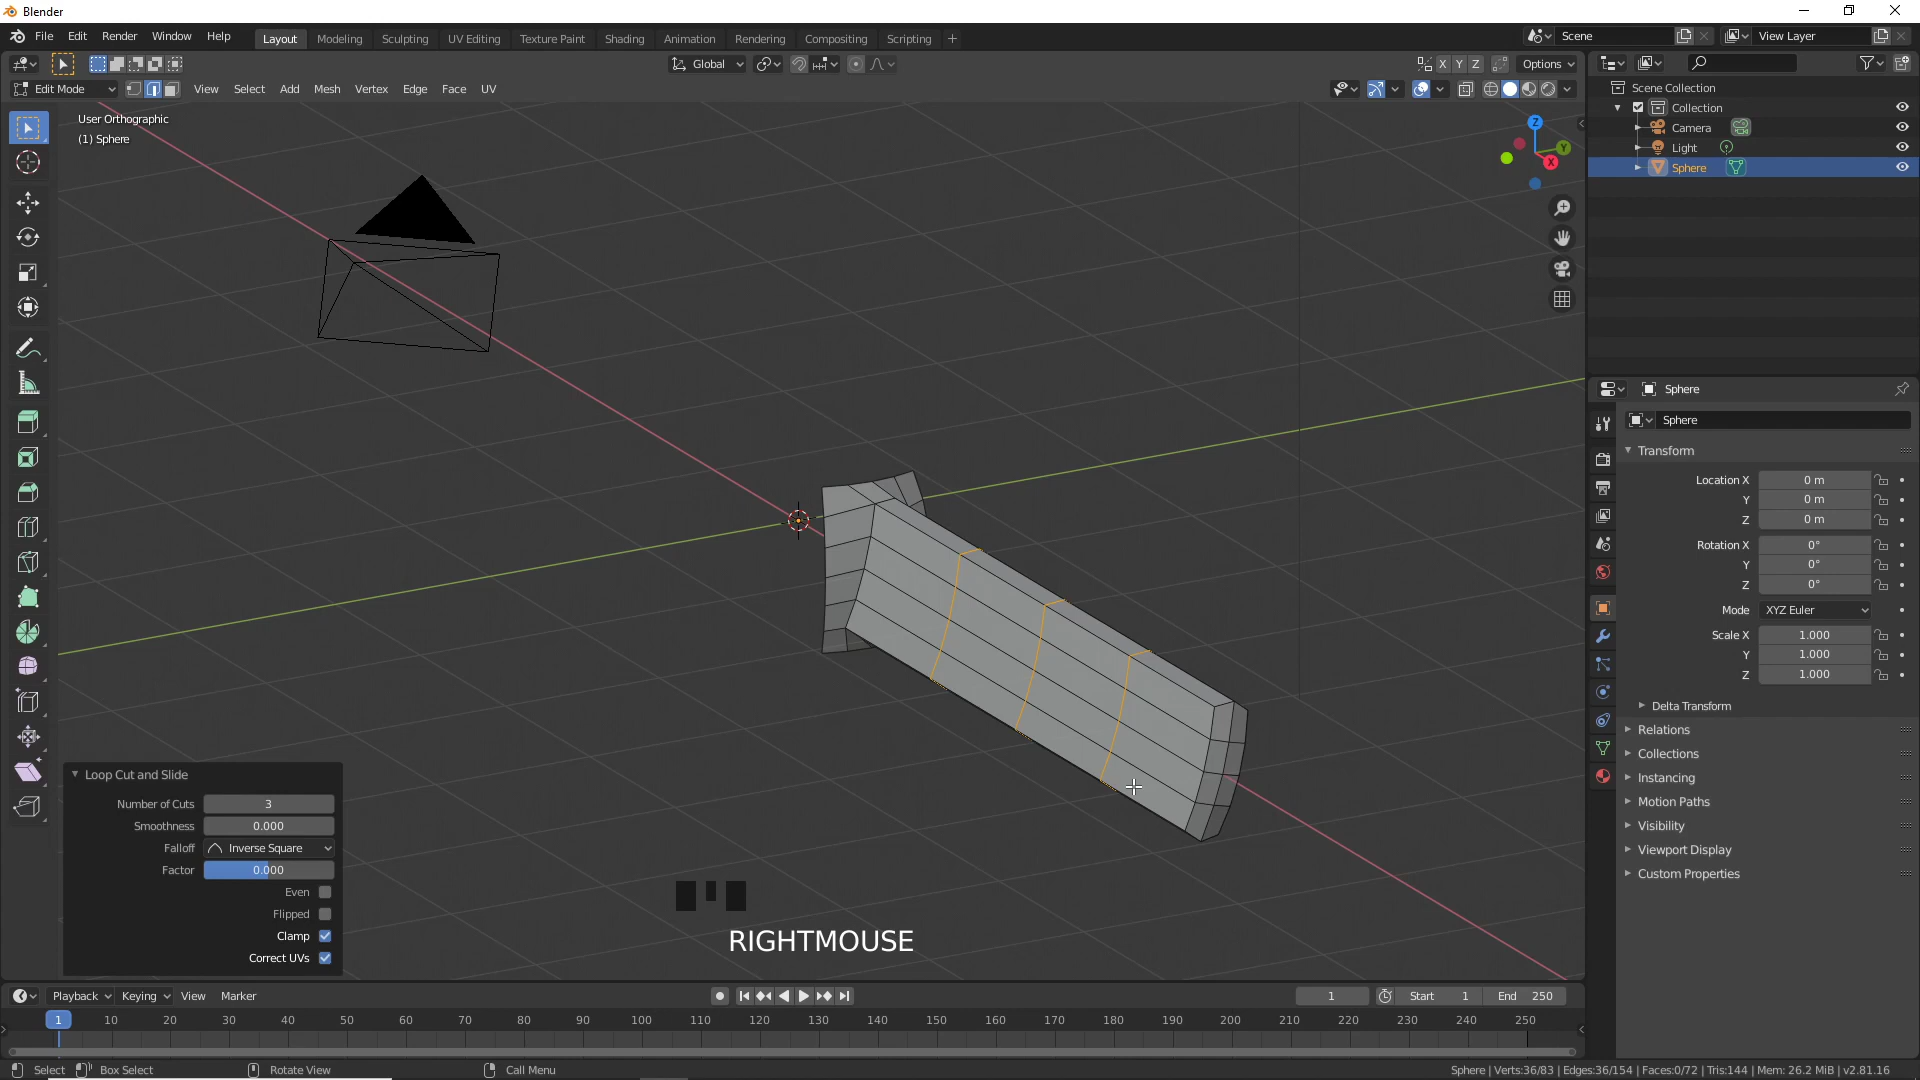 Blender
File Edit Render Window Help
Layout Modeling Sculpting UV Editing Texture Paint Shading Animation Rendering Compositing Scripting
Scene
View Layer
Global
X Y Z
Options
Edit Mode
View Select Add Mesh Vertex Edge Face UV
User Orthographic
(1) Sphere
Z
Y
X
Scene Collection
Collection
Camera
Light
Sphere
Sphere
Sphere
Transform
Location X 0 m
Y 0 m
Z 0 m
Rotation X 0°
Y 0°
Z 0°
Mode XYZ Euler
Scale X 1.000
Y 1.000
Z 1.000
Delta Transform
Relations
Collections
Instancing
Motion Paths
Visibility
Viewport Display
Custom Properties
Loop Cut and Slide
Number of Cuts 3
Smoothness 0.000
Falloff Inverse Square
Factor 0.000
Even
Flipped
Clamp
Correct UVs
RIGHTMOUSE
Playback Keying View Marker
1 Start 1 End 250
1 10 20 30 40 50 60 70 80 90 100 110 120 130 140 150 160 170 180 190 200 210 220 230 240 250
Select Box Select Rotate View Call Menu
Sphere | Verts:36/83 | Edges:36/154 | Faces:0/72 | Tris:144 | Mem: 26.2 MiB | v2.81.16